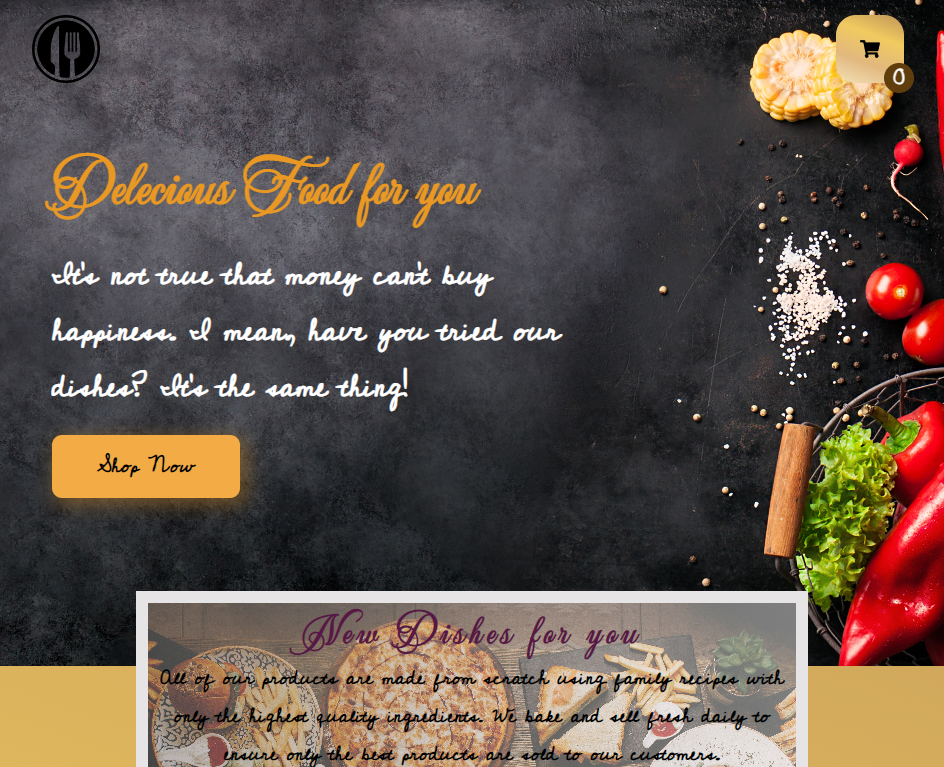 0
Delecious Food for you
It's not true that money can't buy
happiness. I mean, have you tried our
dishes? It's the same thing!
Shop Now
New Dishes for you
All of our products are made from scratch using family recipes with
only the highest quality ingredients. We bake and sell fresh daily to
ensure only the best products are sold to our customers.